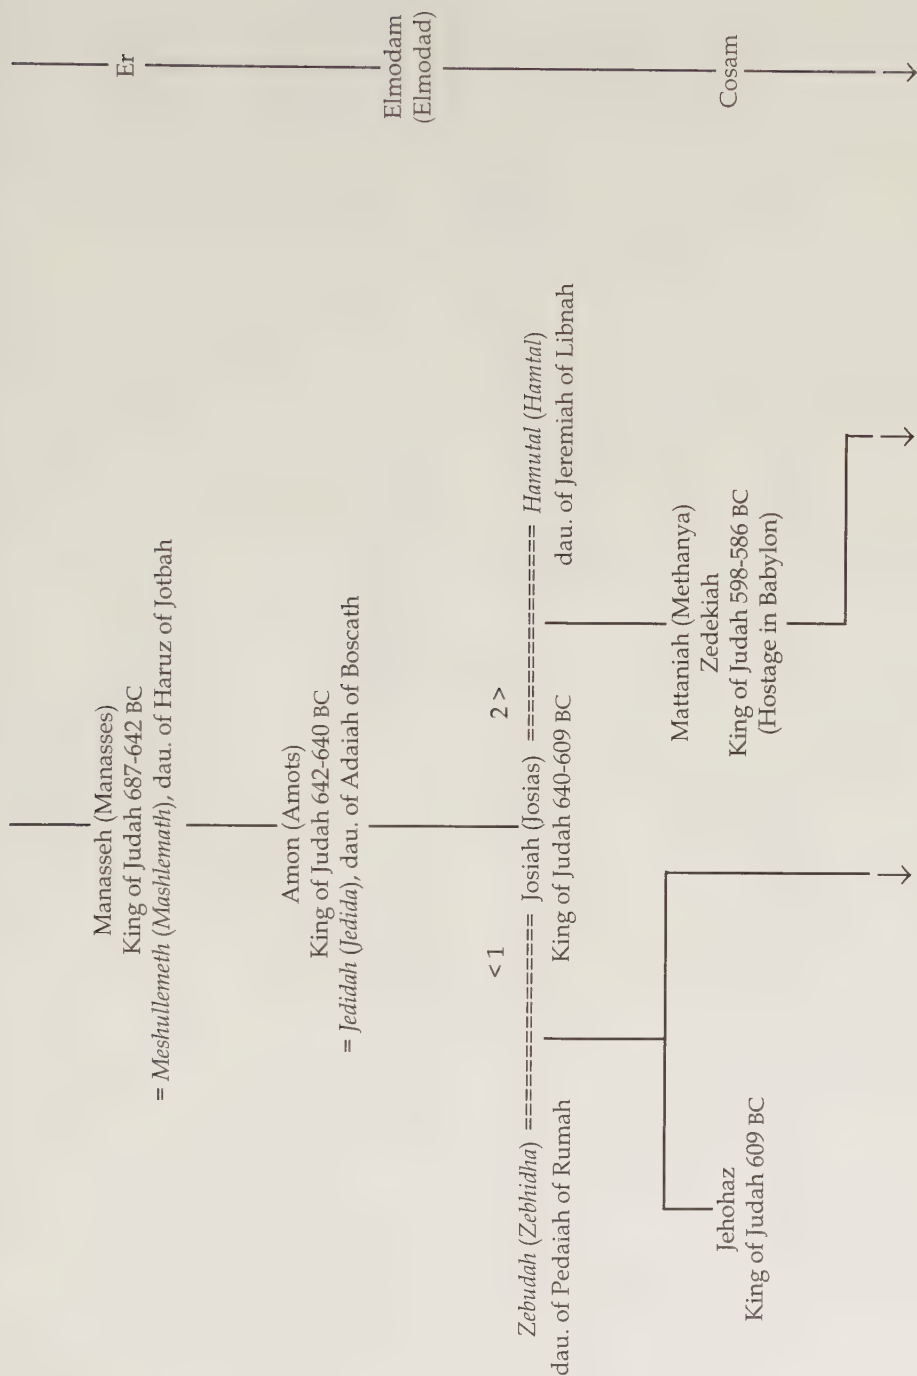 Manasseh (Manasses)
King of Judah 687-642 BC
= Meshullemeth (Mashlemath), dau. of Haruz of Jotbah
Er
Amon (Amots)
King of Judah 642-640 BC
= Jedidah (Jedida), dau. of Adaiah of Boscath
Elmodam
(Elmodad)
< 1
2 >
Zebudah (Zebhidha) =============== Josiah (Josias) =============== Hamutal (Hamtal)
dau. of Pedaiah of Rumah
King of Judah 640-609 BC
dau. of Jeremiah of Libnah
Jehohaz
King of Judah 609 BC
Mattaniah (Methanya)
Zedekiah
King of Judah 598-586 BC
(Hostage in Babylon)
Cosam